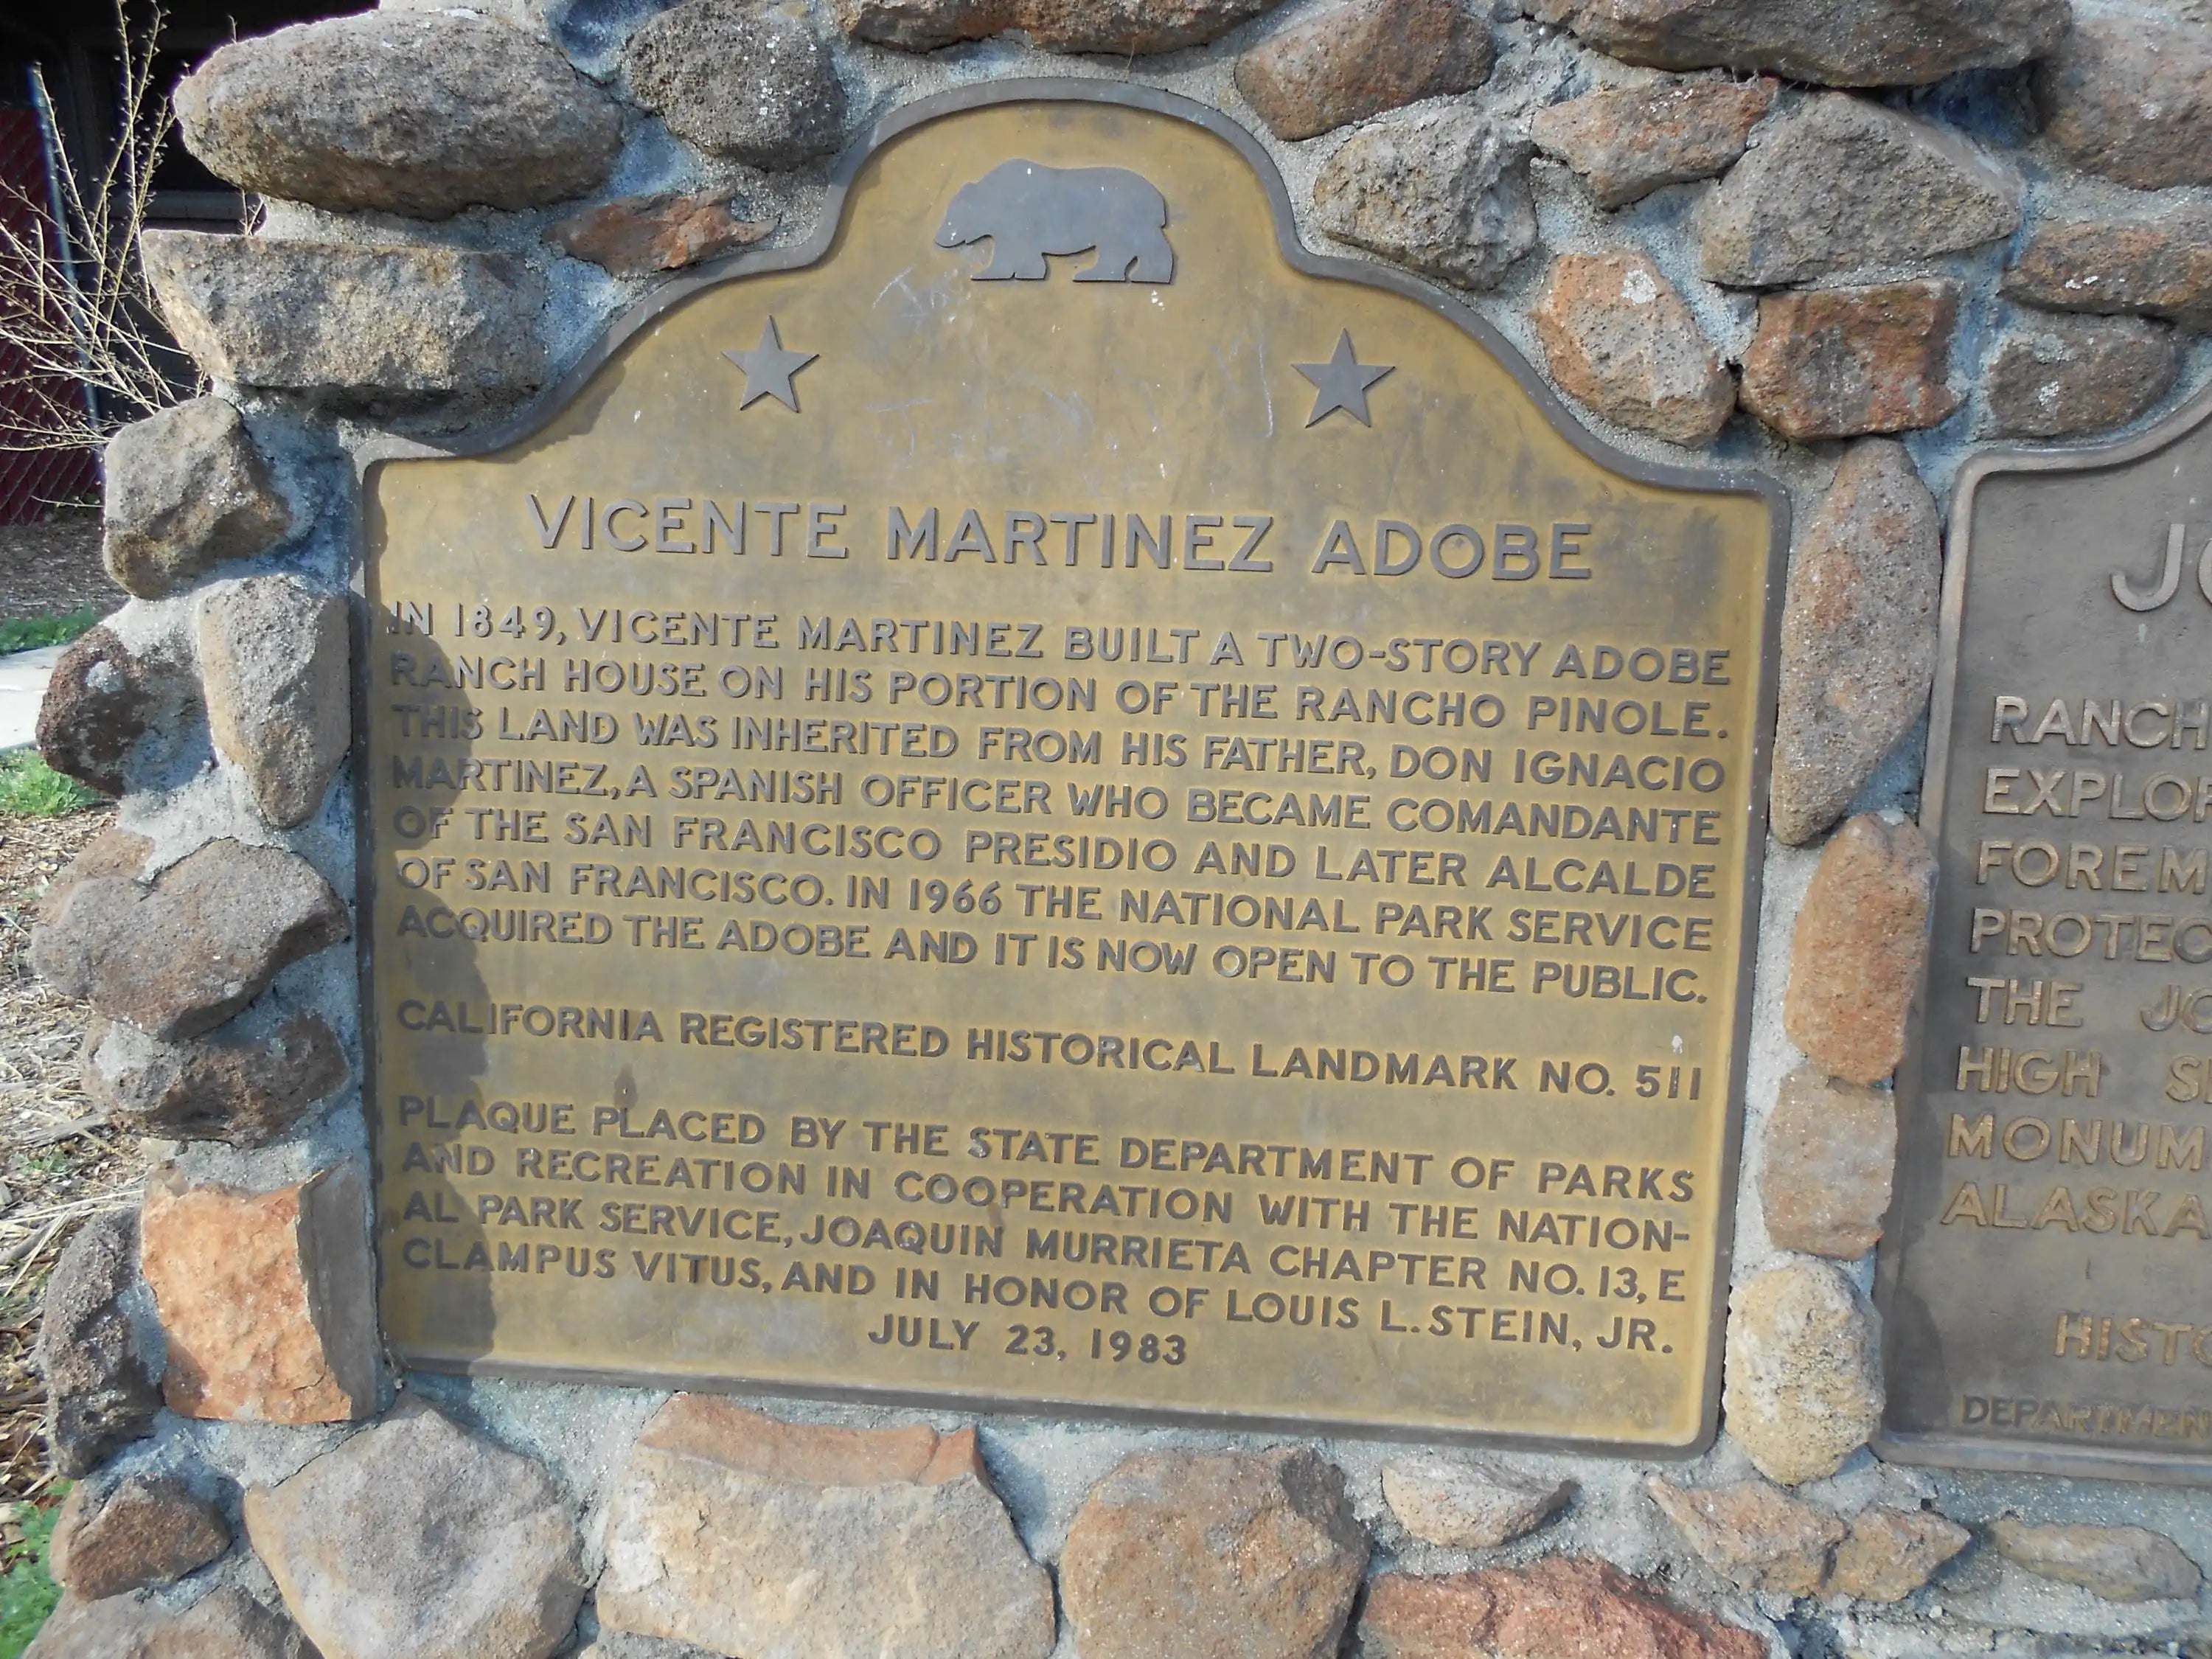 VICENTE MARTINEZ ADOBE
IN 1849, VICENTE MARTINEZ BUILT A TWO-STORY ADOBE
RANCH HOUSE ON HIS PORTION OF THE RANCHO PINOLE.
THIS LAND WAS INHERITED FROM HIS FATHER, DON IGNACIO
MARTINEZ, A SPANISH OFFICER WHO BECAME COMANDANTE
OF THE SAN FRANCISCO PRESIDIO AND LATER ALCALDE
OF SAN FRANCISCO. IN 1966 THE NATIONAL PARK SERVICE
ACQUIRED THE ADOBE AND IT IS NOW OPEN TO THE PUBLIC.
CALIFORNIA REGISTERED HISTORICAL LANDMARK NO. 511
PLAQUE PLACED BY THE STATE DEPARTMENT OF PARKS
AND RECREATION IN COOPERATION WITH THE NATION-
AL PARK SERVICE, JOAQUIN MURRIETA CHAPTER NO. 13, E
CLAMPUS VITUS, AND IN HONOR OF LOUIS L. STEIN, JR.
JULY 23, 1983
RANCH
FOREM
PROTEC
THE
HIGH
MONUM
ALASKA
HISTO
DEPARTMEN